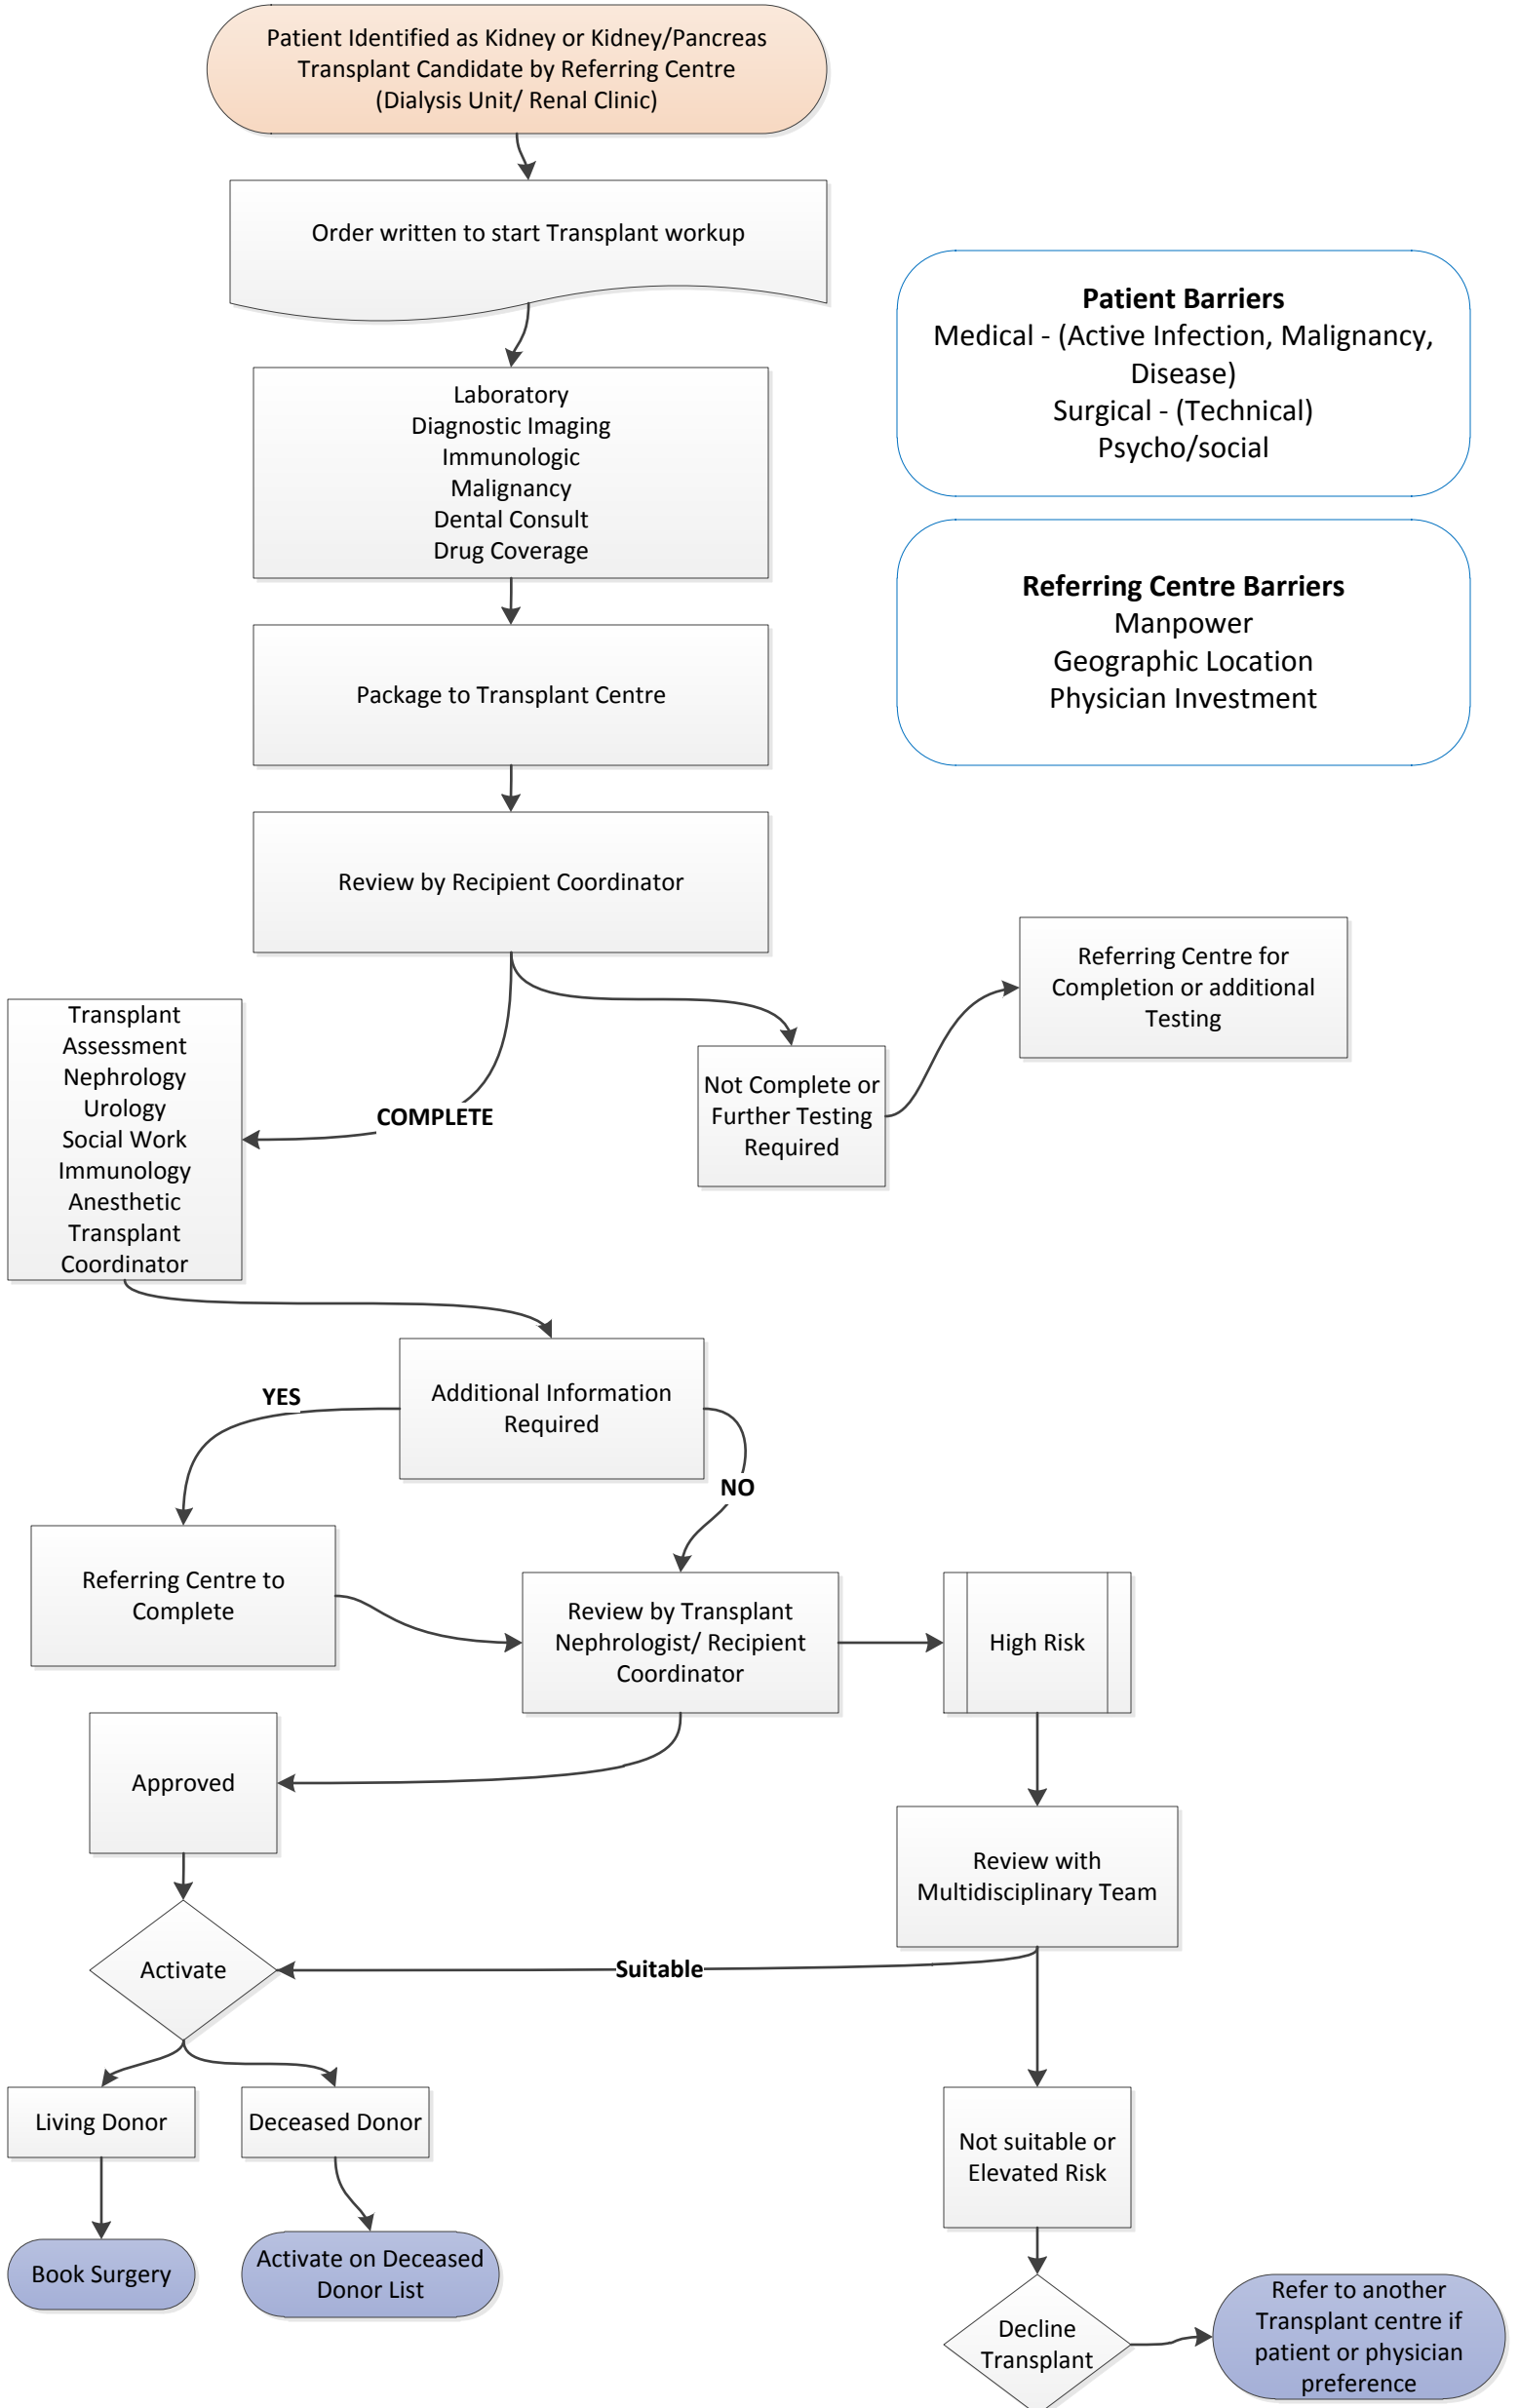 Patient Identified as Kidney or Kidney/Pancreas
Transplant Candidate by Referring Centre
(Dialysis Unit/ Renal Clinic)
Order written to start Transplant workup
Patient Barriers
Medical - (Active Infection, Malignancy,
Disease)
Surgical - (Technical)
Psycho/social
Laboratory
Diagnostic Imaging
Immunologic
Malignancy
Dental Consult
Drug Coverage
Referring Centre Barriers
Manpower
Geographic Location
Physician Investment
Package to Transplant Centre
Review by Recipient Coordinator
Referring Centre for
Completion or additional
Testing
Not Complete or
Further Testing
Required
COMPLETE
Transplant
Assessment
Nephrology
Urology
Social Work
Immunology
Anesthetic
Transplant
Coordinator
Additional Information
Required
YES
NO
Referring Centre to
Complete
Review by Transplant
Nephrologist/ Recipient
Coordinator
High Risk
Approved
Review with
Multidisciplinary Team
Activate
Suitable
Living Donor
Deceased Donor
Not suitable or
Elevated Risk
Book Surgery
Activate on Deceased
Donor List
Decline
Transplant
Refer to another
Transplant centre if
patient or physician
preference